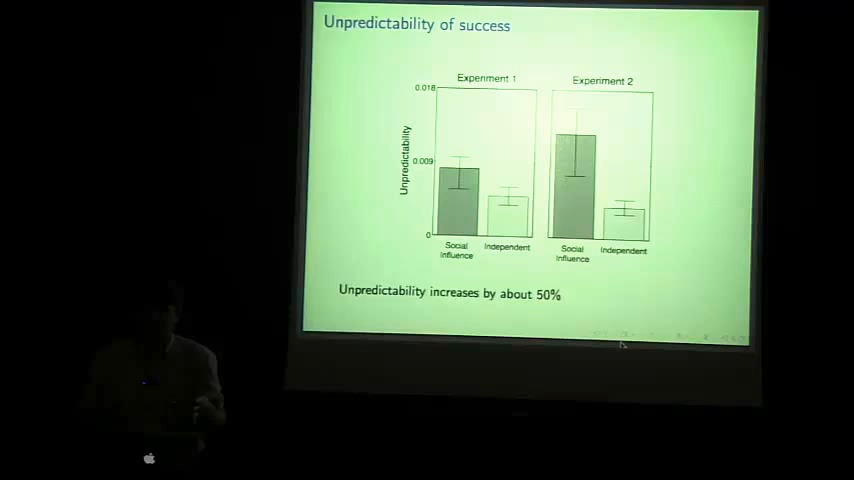 Unpredictability of success
Experiment 1
Experiment 2
0.018
Unpredictability
0.009
0
Social
Influence
Independent
Social
Influence
Independent
Unpredictability increases by about 50%